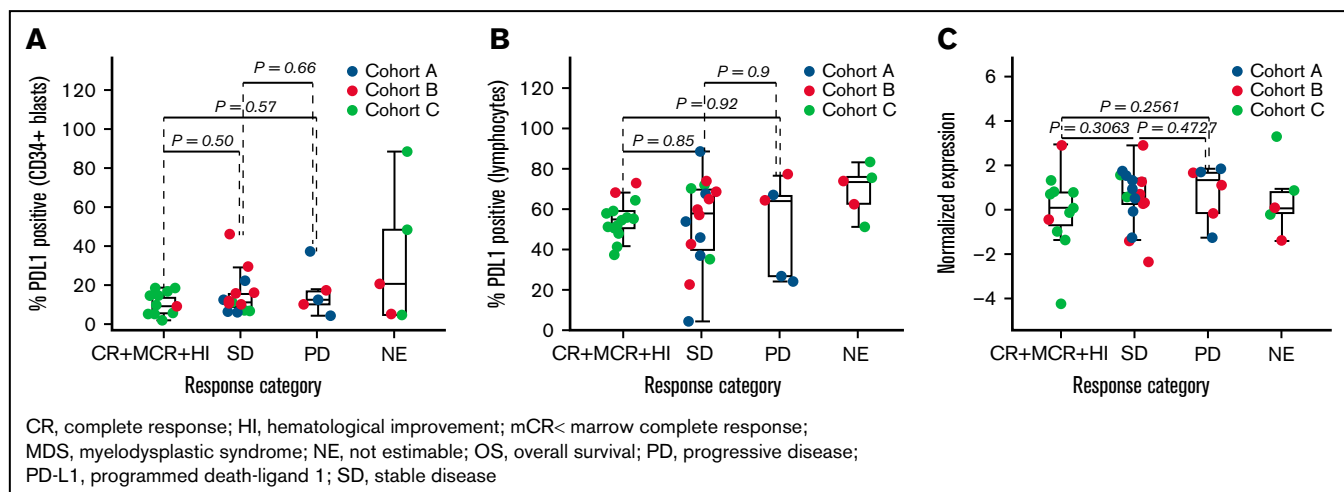 A
% PDL1 positive (CD34+ blasts)
120
100
80
60
40
20
0
P = 0.66
P = 0.57
P = 0.50
Cohort A
Cohort B
Cohort C
CR+MCR+HI SD PD NE
Response category
B
% PDL1 positive (lymphocytes)
120
100
80
60
40
20
0
P = 0.9
P = 0.92
P = 0.85
Cohort A
Cohort B
Cohort C
CR+MCR+HI SD PD NE
Response category
C
Normalized expression
6
4
2
0
−2
−4
P = 0.2561
P = 0.3063
P = 0.4727
Cohort A
Cohort B
Cohort C
CR+MCR+HI SD PD NE
Response category
CR, complete response; HI, hematological improvement; mCR< marrow complete response;
MDS, myelodysplastic syndrome; NE, not estimable; OS, overall survival; PD, progressive disease;
PD-L1, programmed death-ligand 1; SD, stable disease